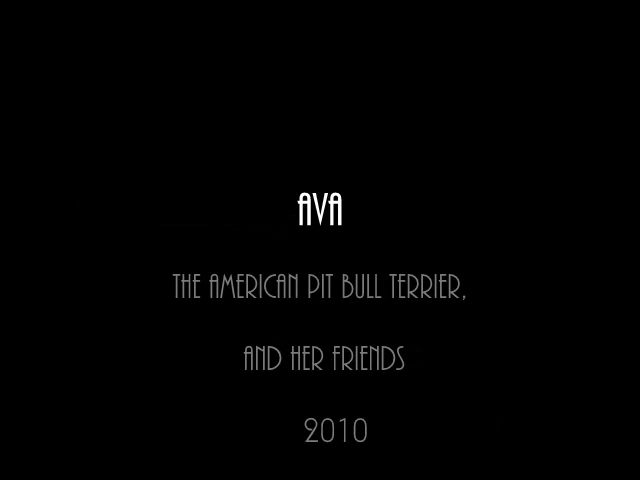 AVA
THE AMERICAN PIT BULL TERRIER,
AND HER FRIENDS
2010